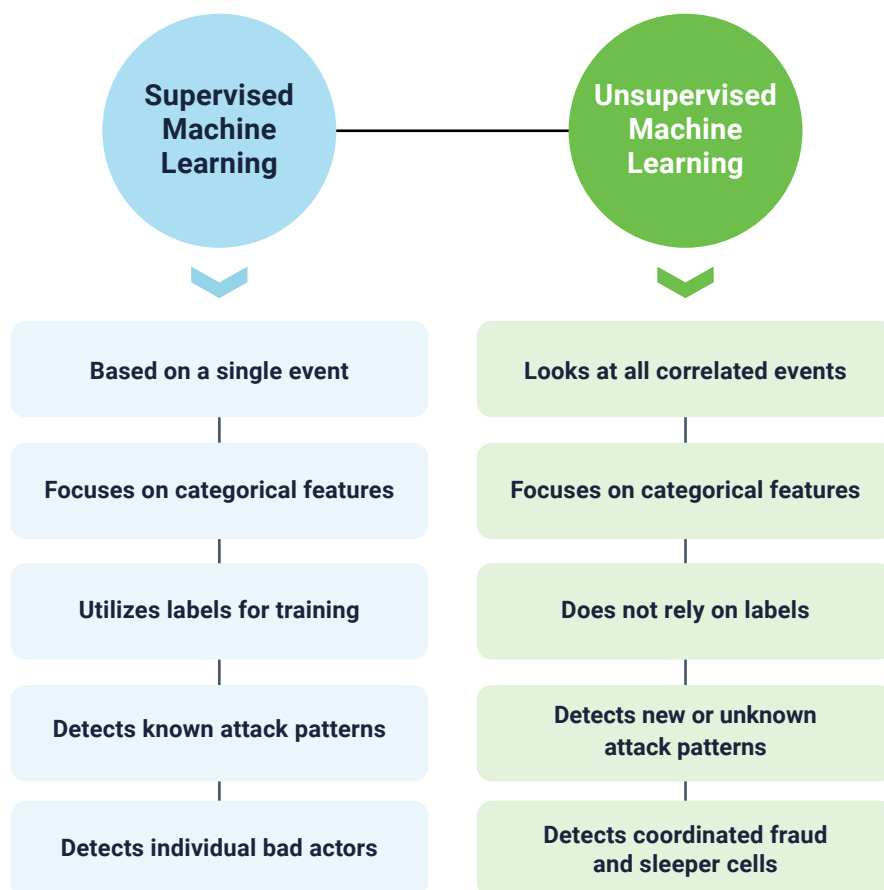 Supervised
Machine
Learning
Unsupervised
Machine
Learning
Based on a single event
Looks at all correlated events
Focuses on categorical features
Focuses on categorical features
Utilizes labels for training
Does not rely on labels
Detects known attack patterns
Detects new or unknown
attack patterns
Detects individual bad actors
Detects coordinated fraud
and sleeper cells